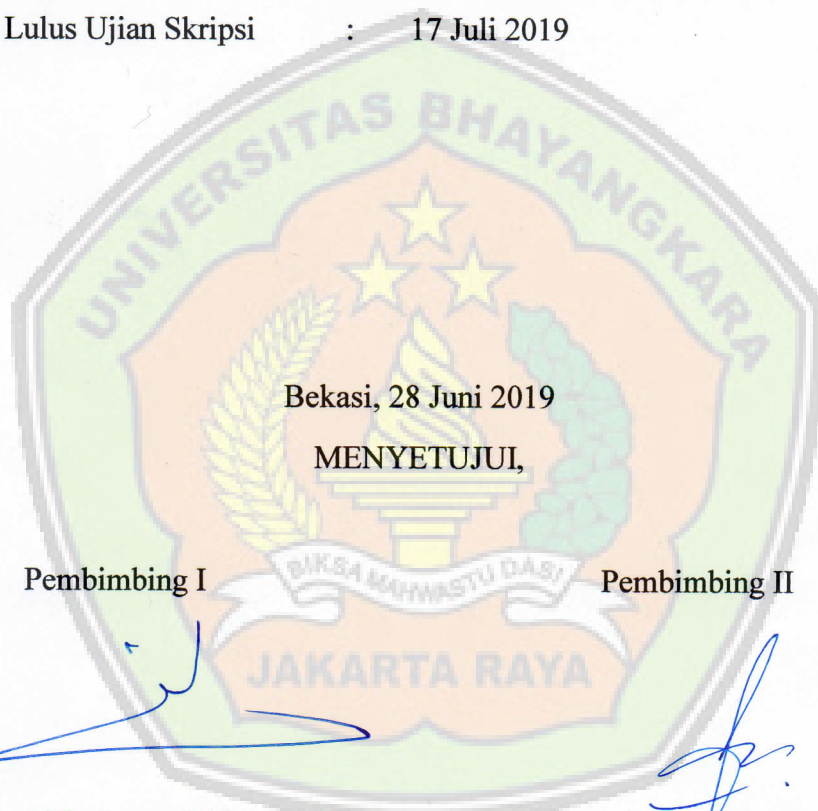 Lulus Ujian Skripsi : 17 Juli 2019
UNIVERSITAS BHAYANGKARA
Bekasi, 28 Juni 2019
MENYETUJUI,
Pembimbing I Pembimbing II
BIKSA MAHWASTU DASI
JAKARTA RAYA